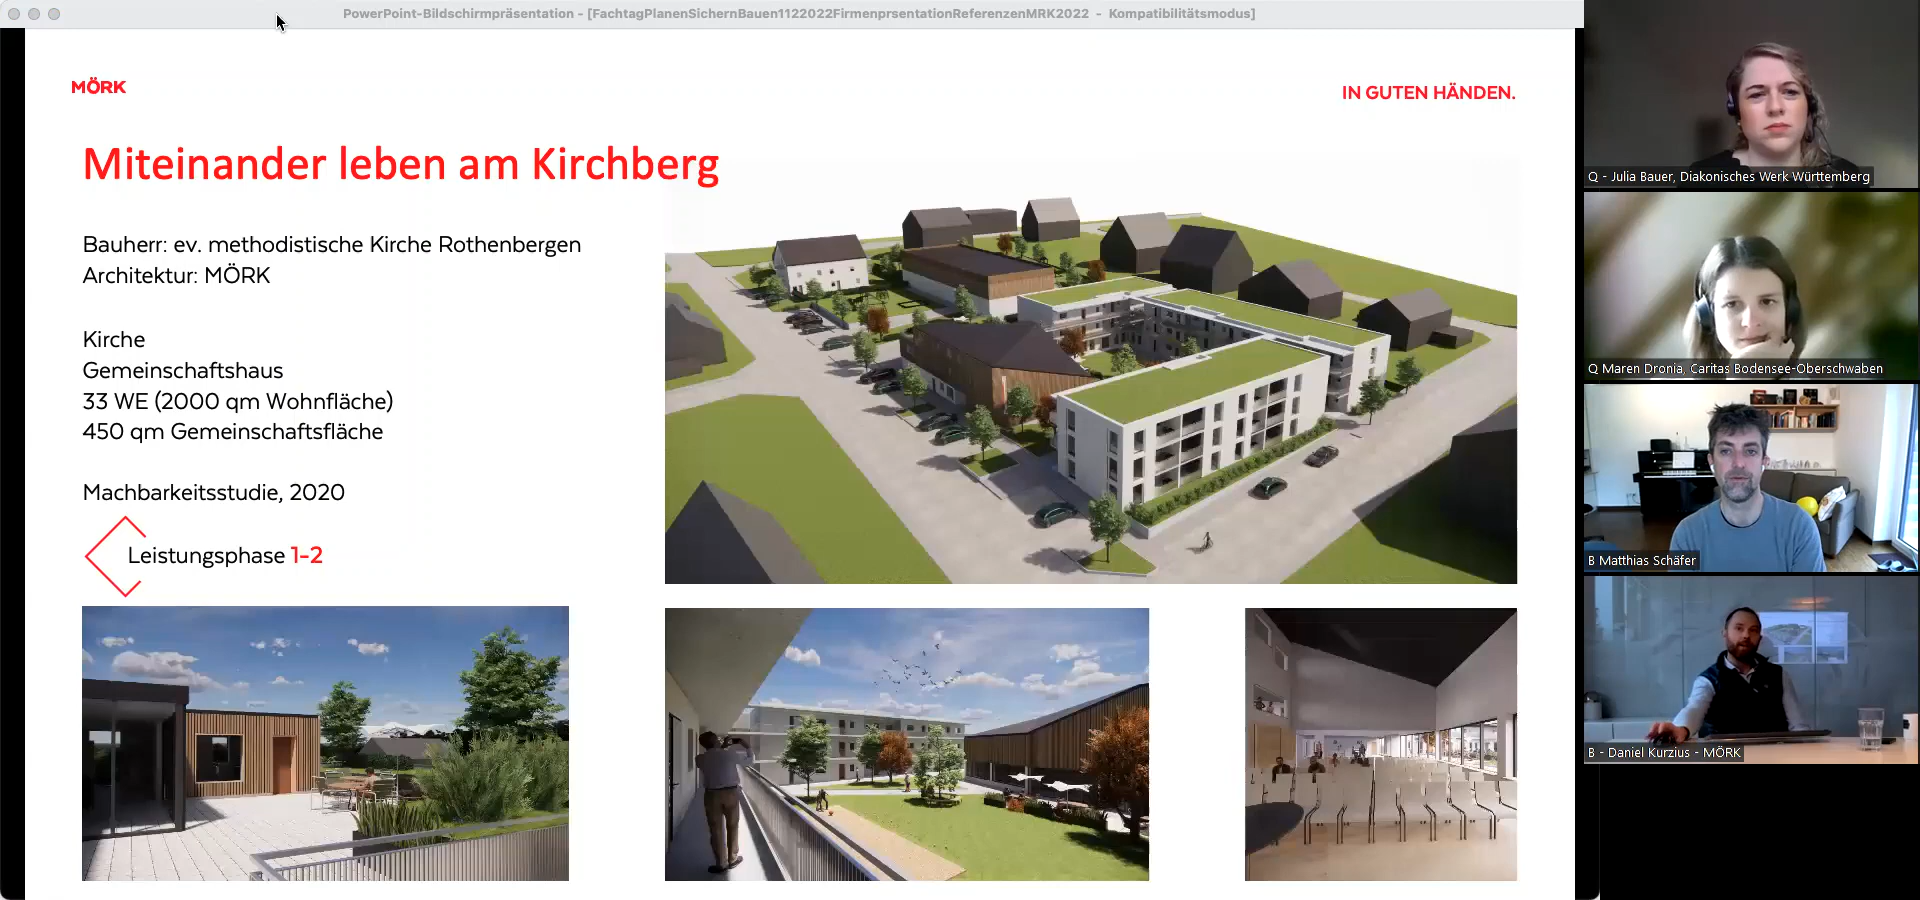 PowerPoint-Bildschirmpräsentation - [FachtagPlanenSichernBauen1122022FirmenprsentationReferenzenMRK2022 - Kompatibilitätsmodus]
MÖRK
IN GUTEN HÄNDEN.
Miteinander leben am Kirchberg
Bauherr: ev. methodistische Kirche Rothenbergen
Architektur: MÖRK
Kirche
Gemeinschaftshaus
33 WE (2000 qm Wohnfläche)
450 qm Gemeinschaftsfläche
Machbarkeitsstudie, 2020
Leistungsphase 1-2
Q - Julia Bauer, Diakonisches Werk Württemberg
Q Maren Dronia, Caritas Bodensee-Oberschwaben
B Matthias Schäfer
B - Daniel Kurzius - MÖRK